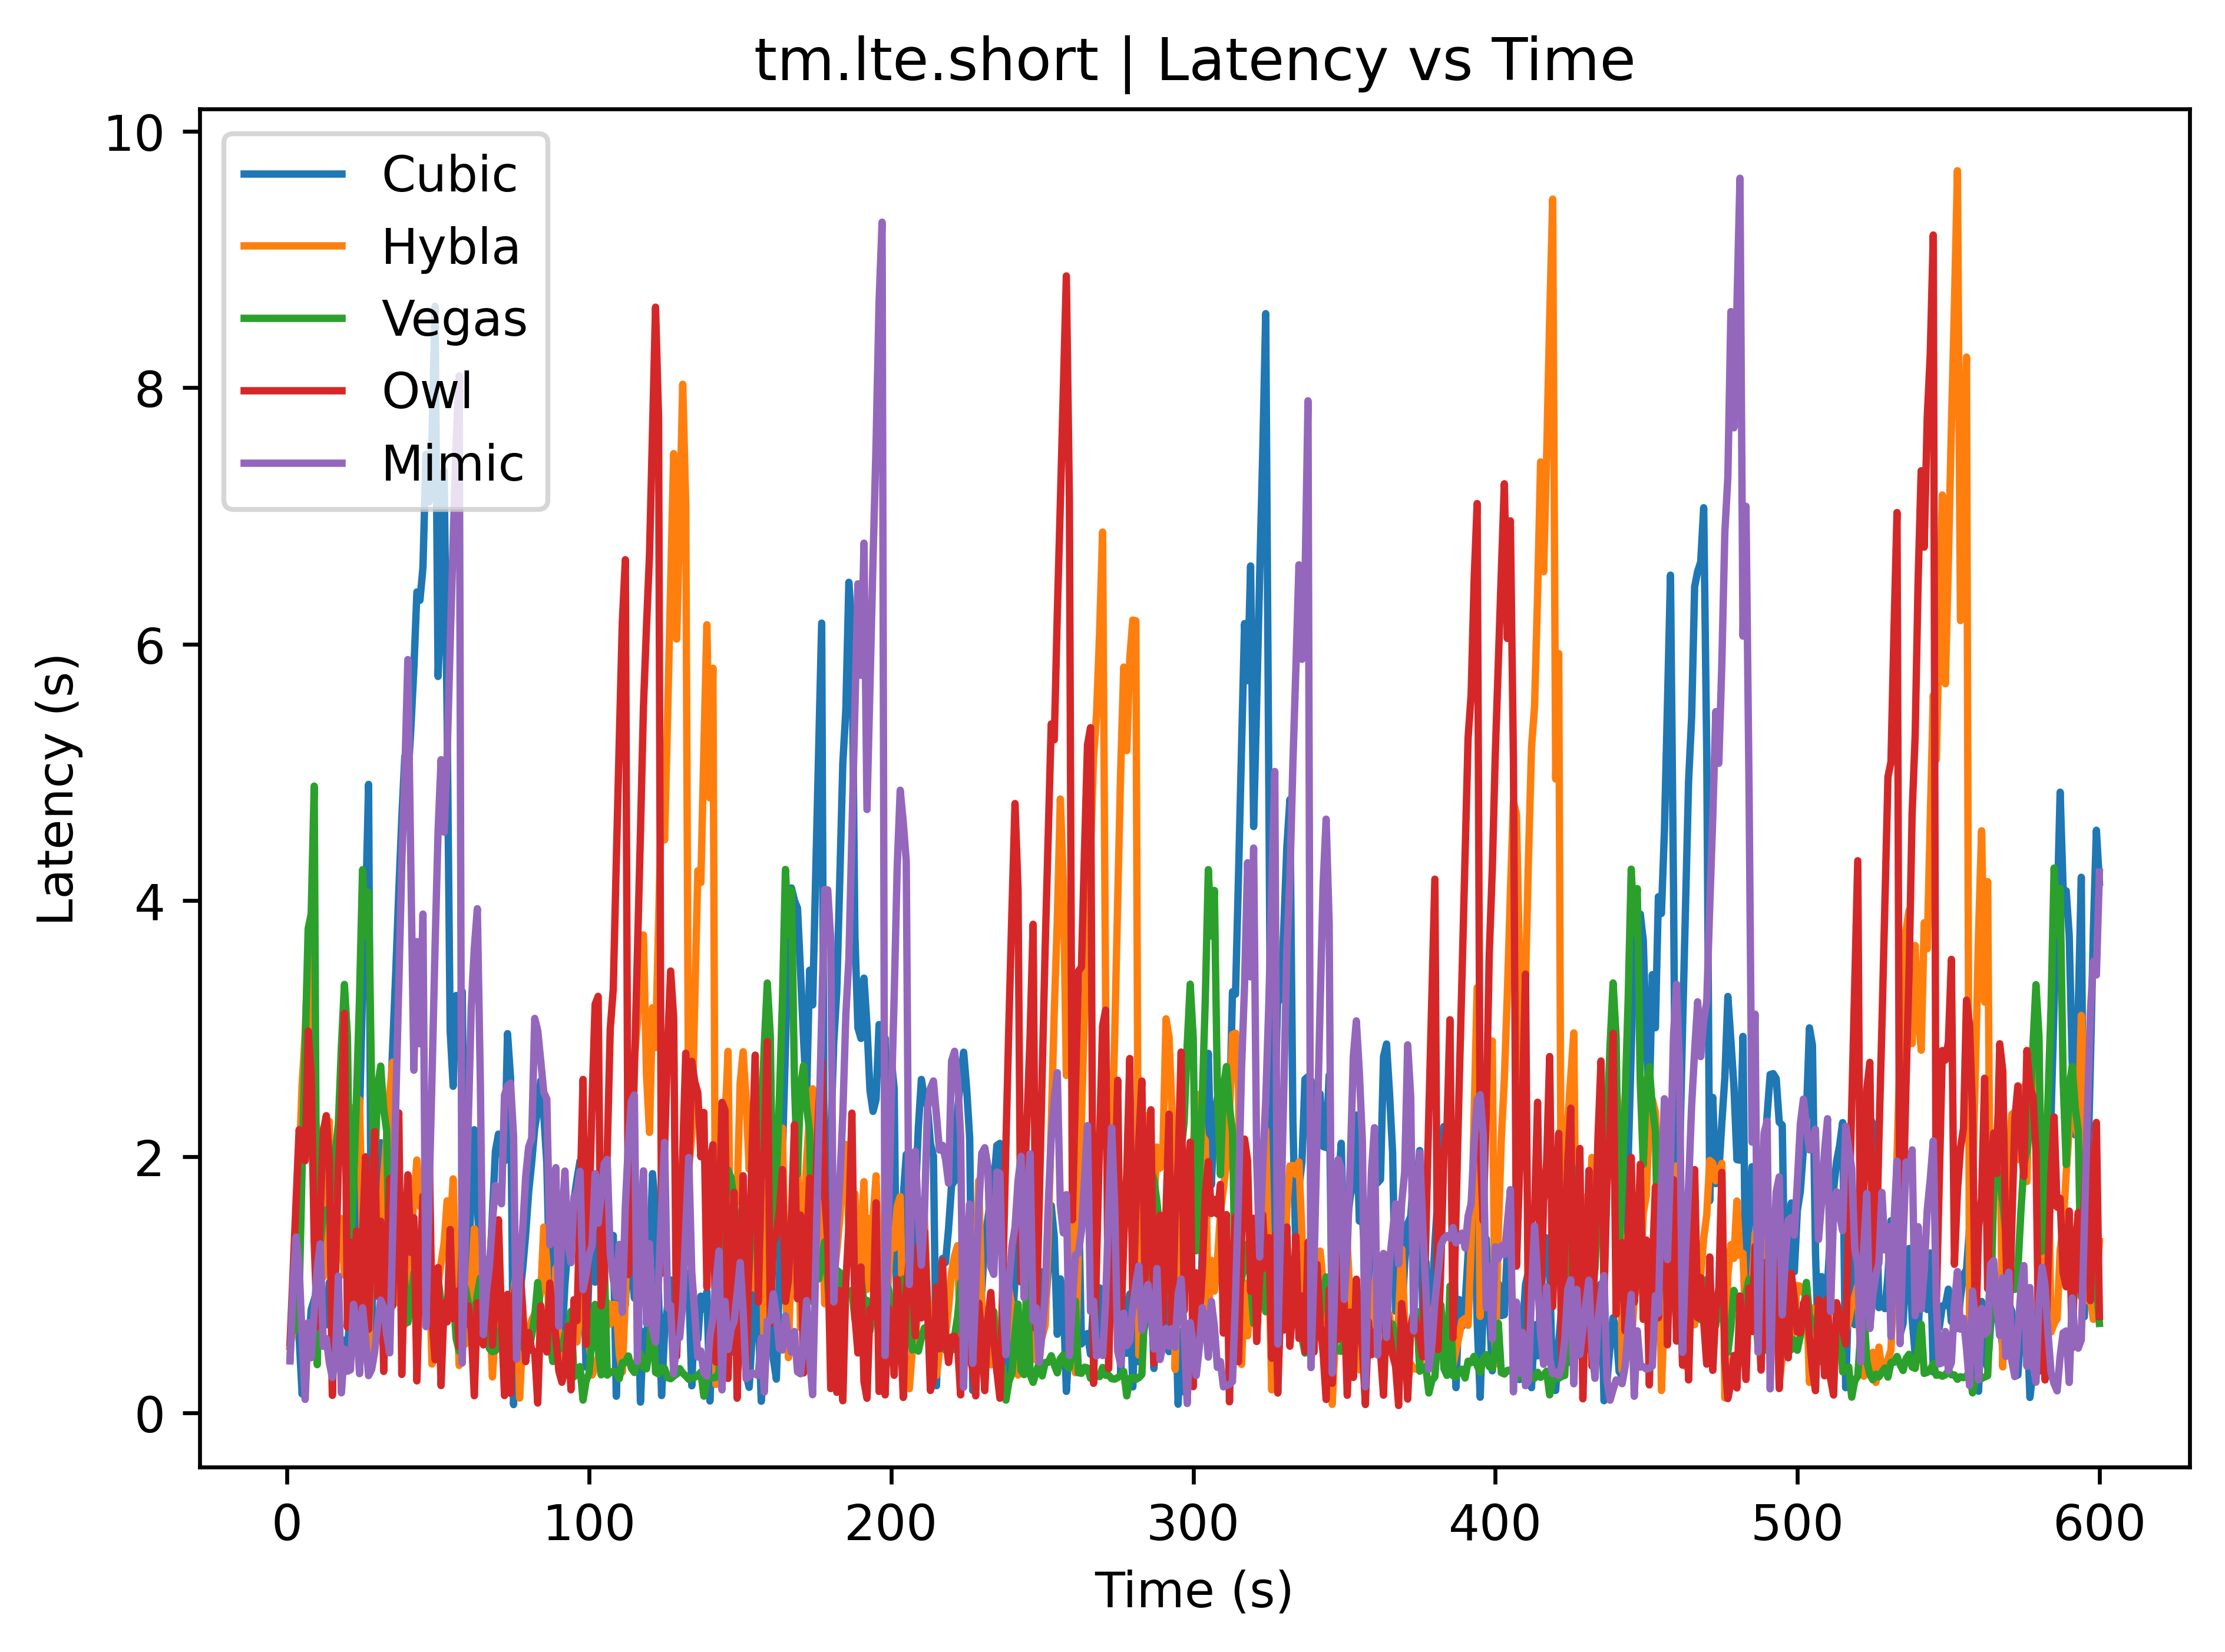 tm.lte.short | Latency vs Time
10
8
6
4
2
0
Latency (s)
Cubic
Hybla
Vegas
Owl
Mimic
0 100 200 300 400 500 600
Time (s)